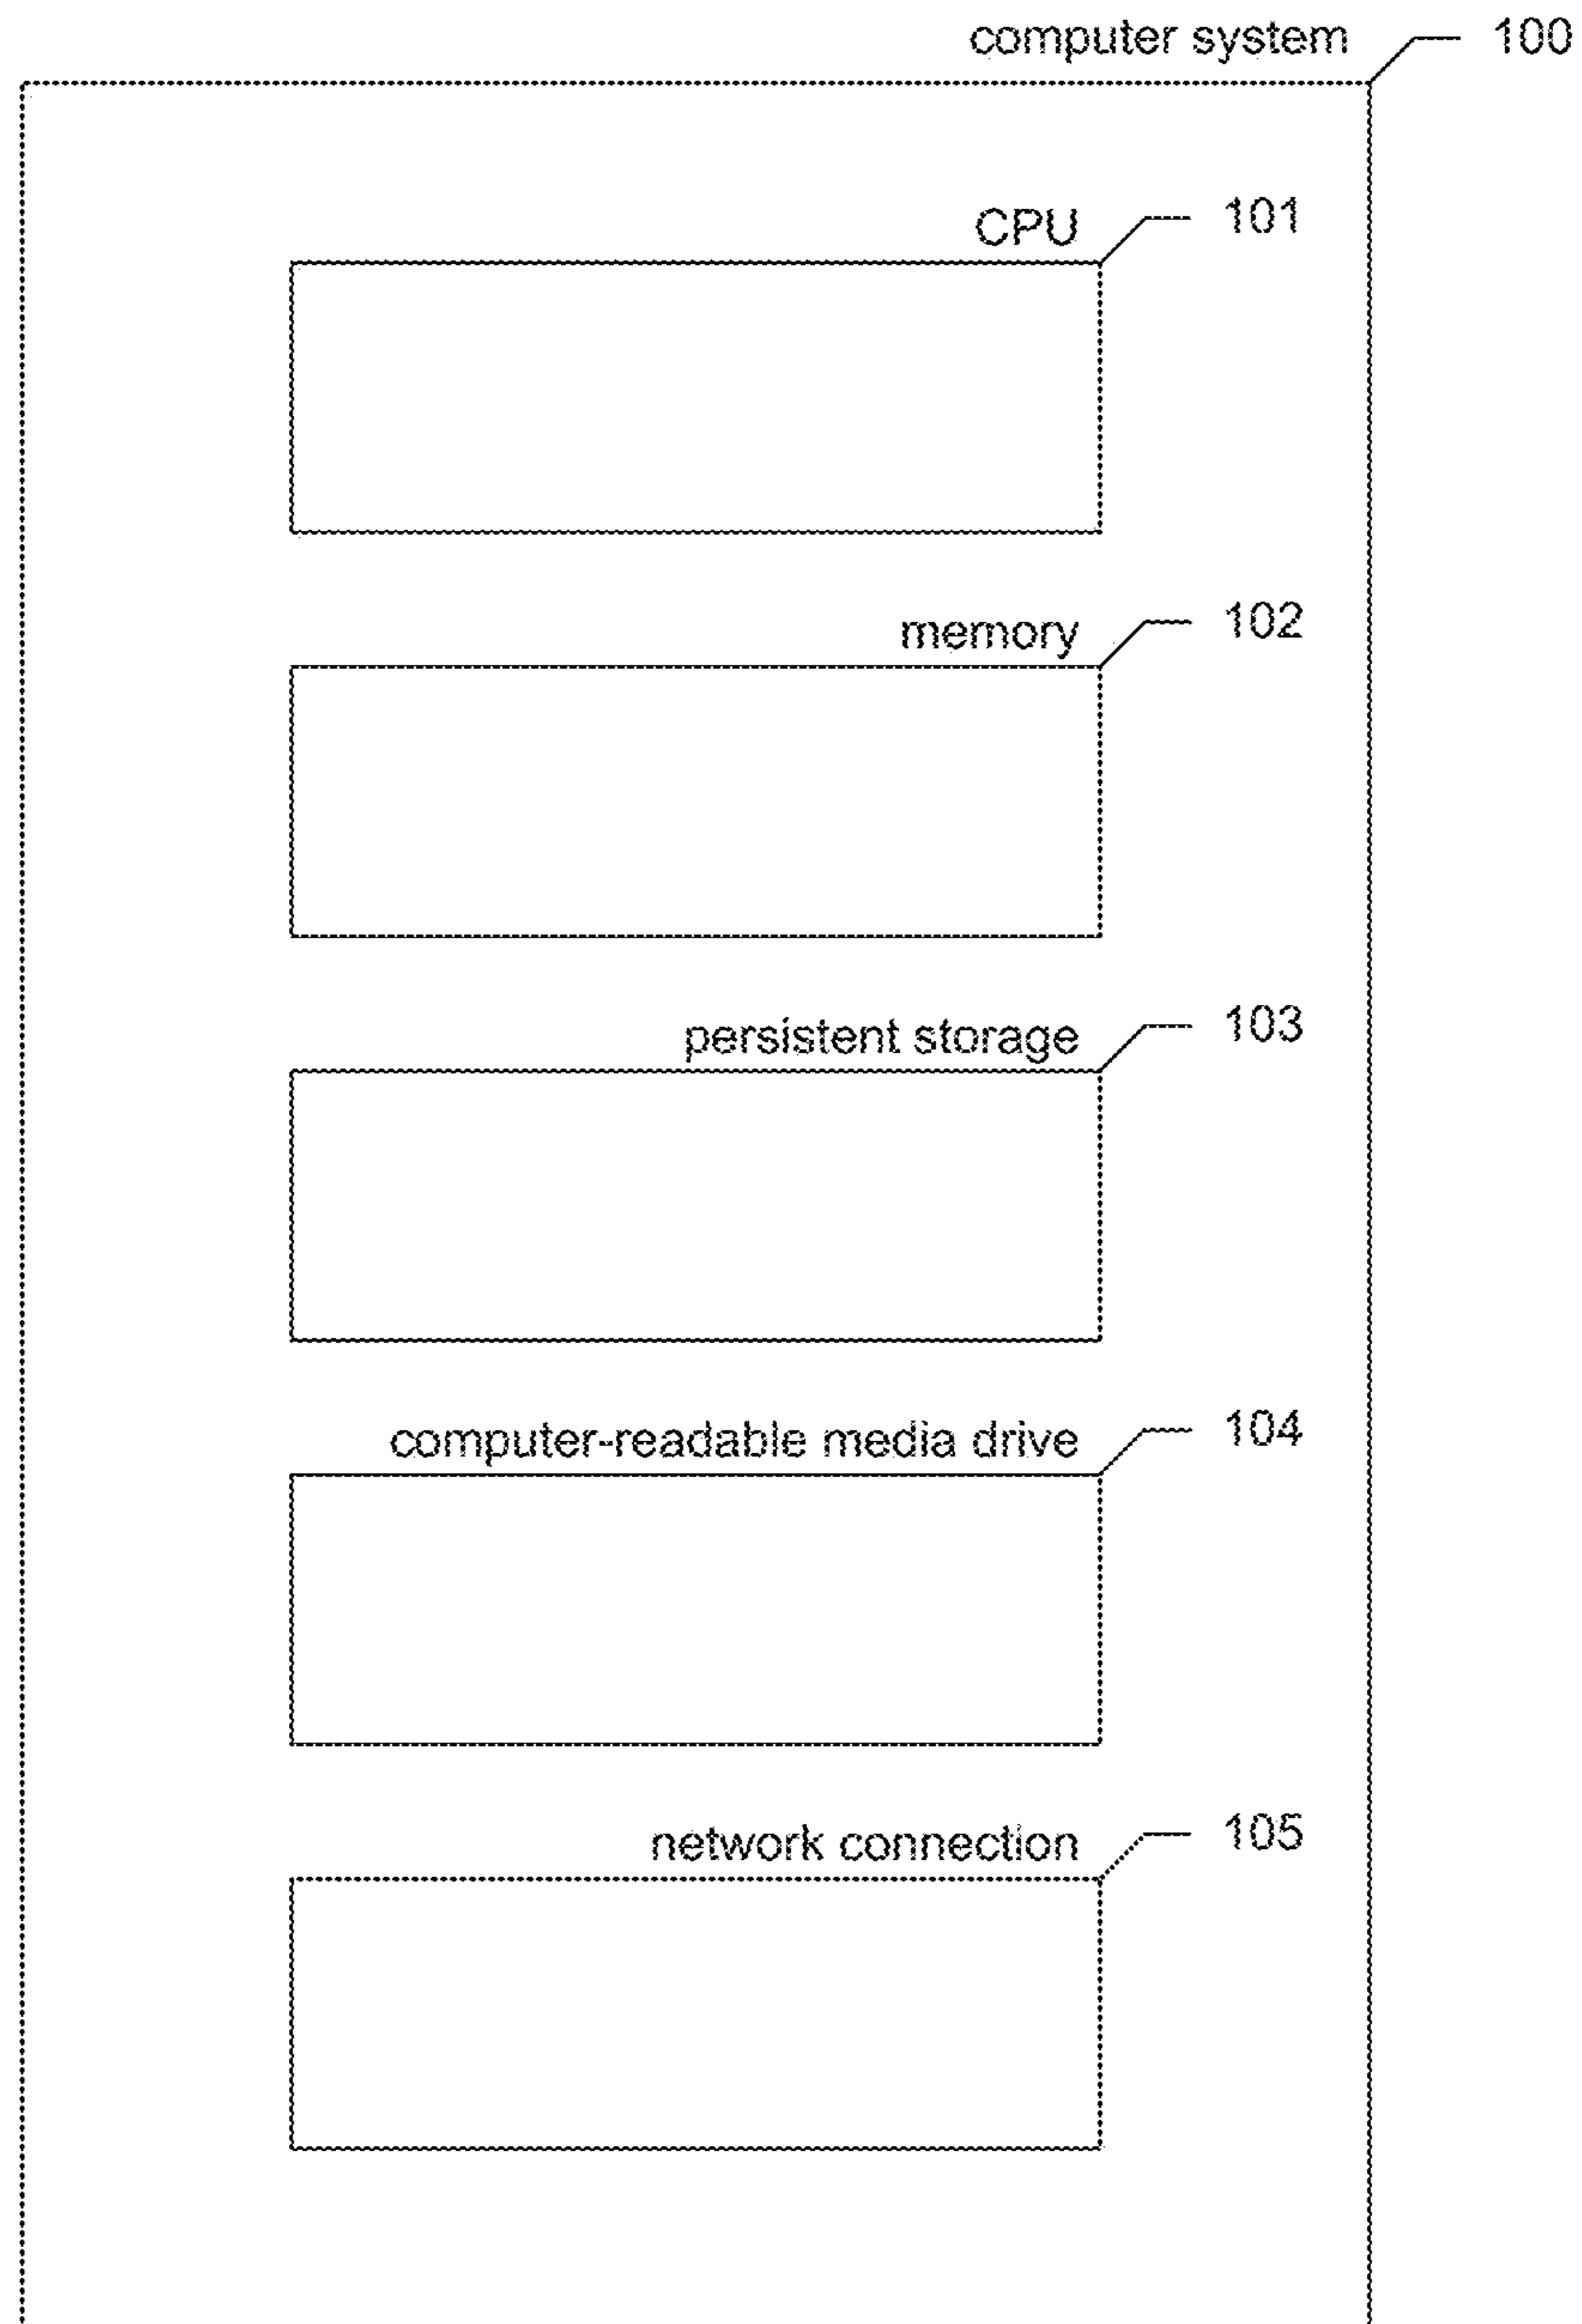 computer system 100
CPU 101
memory 102
persistent storage 103
computer-readable media drive 104
network connection 105